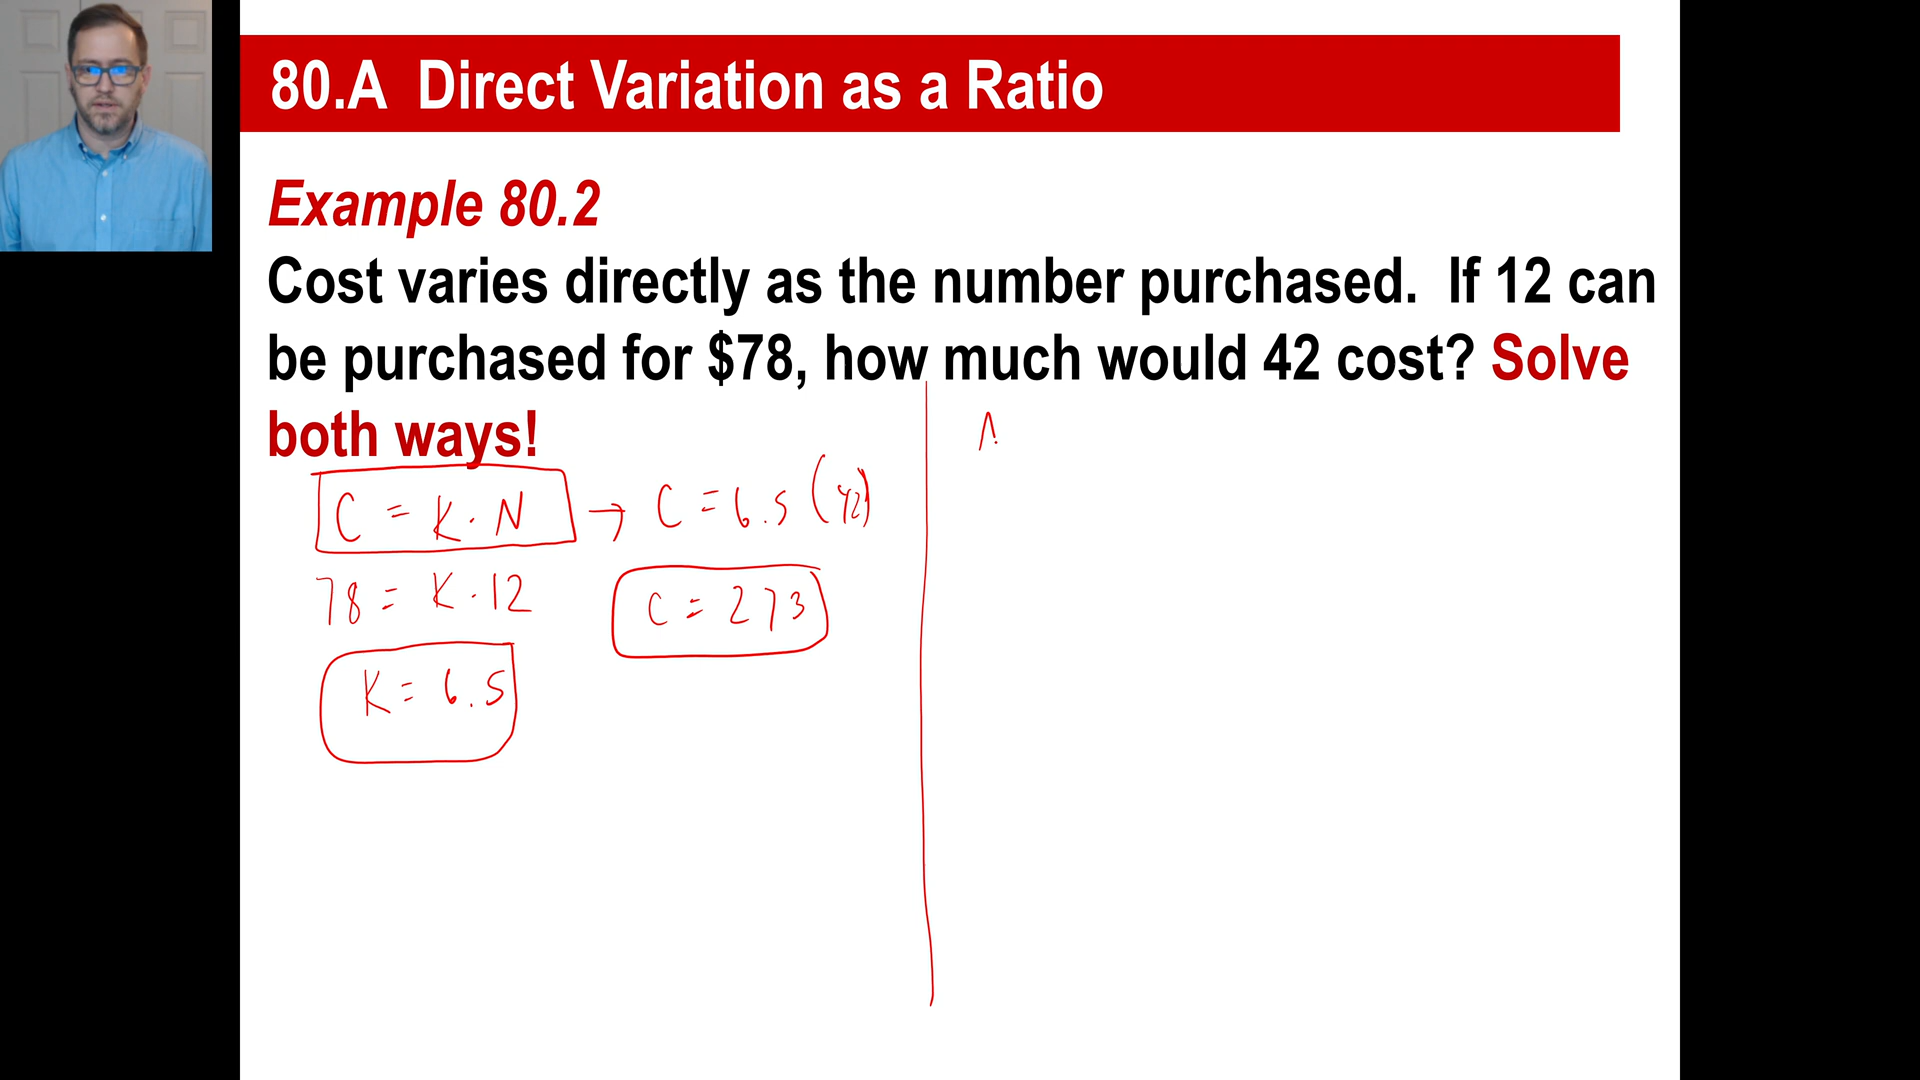 80.A Direct Variation as a Ratio
Example 80.2
Cost varies directly as the number purchased. If 12 can
be purchased for $78, how much would 42 cost? Solve
both ways!
C = K · N → C = 6.5 (42)
78 = K · 12
C = 273
K = 6.5